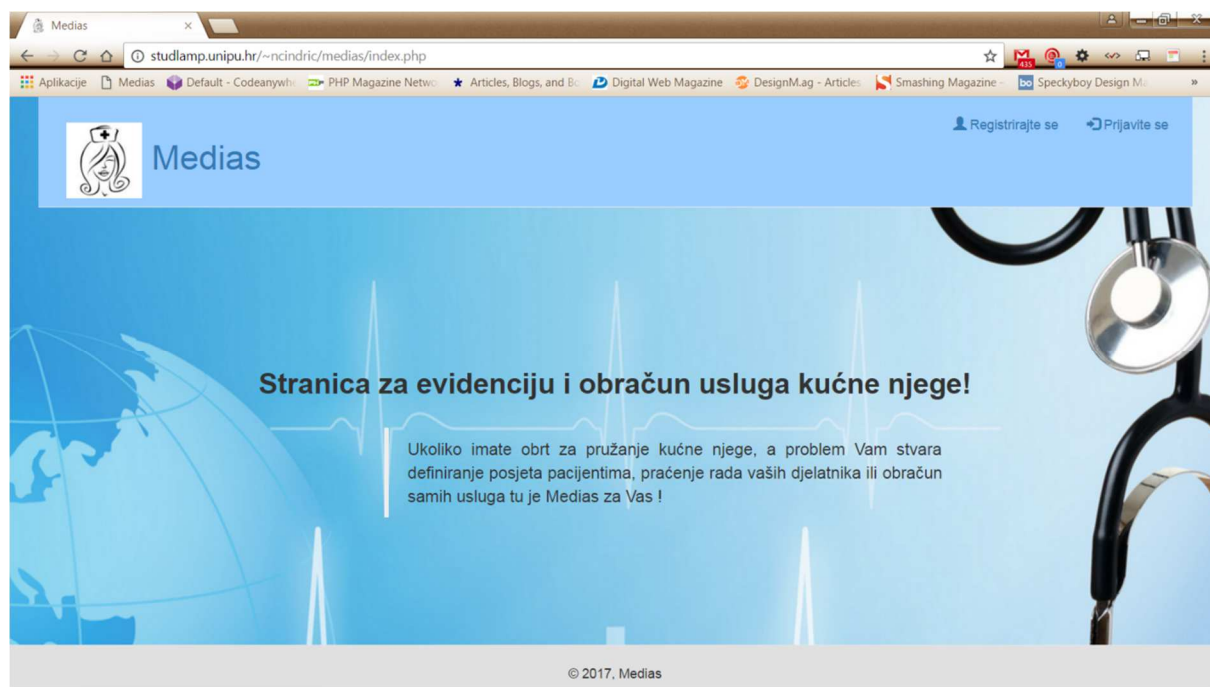 Medias
studlamp.unipu.hr/~ncindric/medias/index.php
435
0
Aplikacije Medias Default - Codeanywh PHP Magazine Netwo Articles, Blogs, and Bo Digital Web Magazine DesignM.ag - Articles Smashing Magazine - Speckyboy Design Ma »
Registrirajte se Prijavite se
Medias
Stranica za evidenciju i obračun usluga kućne njege!
Ukoliko imate obrt za pružanje kućne njege, a problem Vam stvara
definiranje posjeta pacijentima, praćenje rada vaših djelatnika ili obračun
samih usluga tu je Medias za Vas !
© 2017, Medias